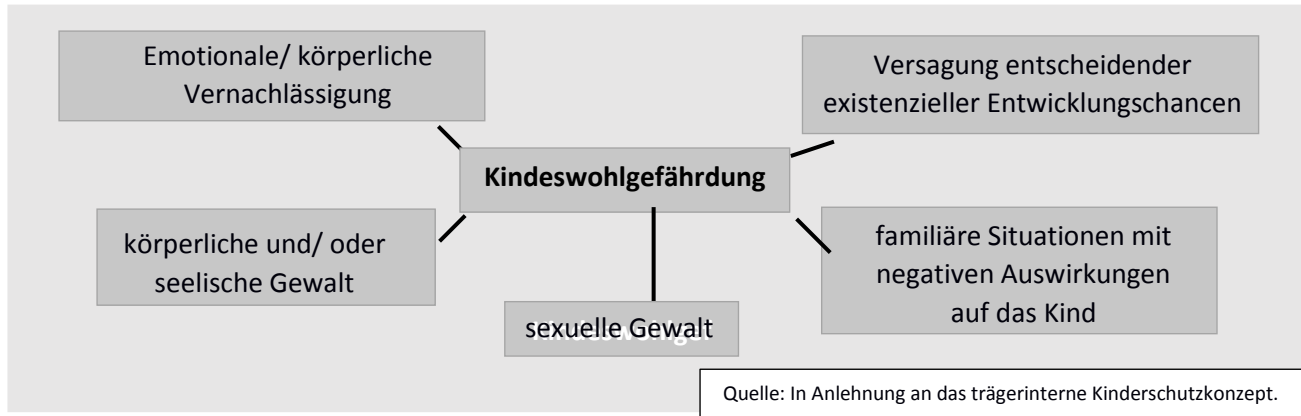 Emotionale/ körperliche
Vernachlässigung
Versagung entscheidender
existenzieller Entwicklungschancen
Kindeswohlgefährdung
körperliche und/ oder
seelische Gewalt
familiäre Situationen mit
negativen Auswirkungen
auf das Kind
sexuelle Gewalt
Quelle: In Anlehnung an das trägerinterne Kinderschutzkonzept.